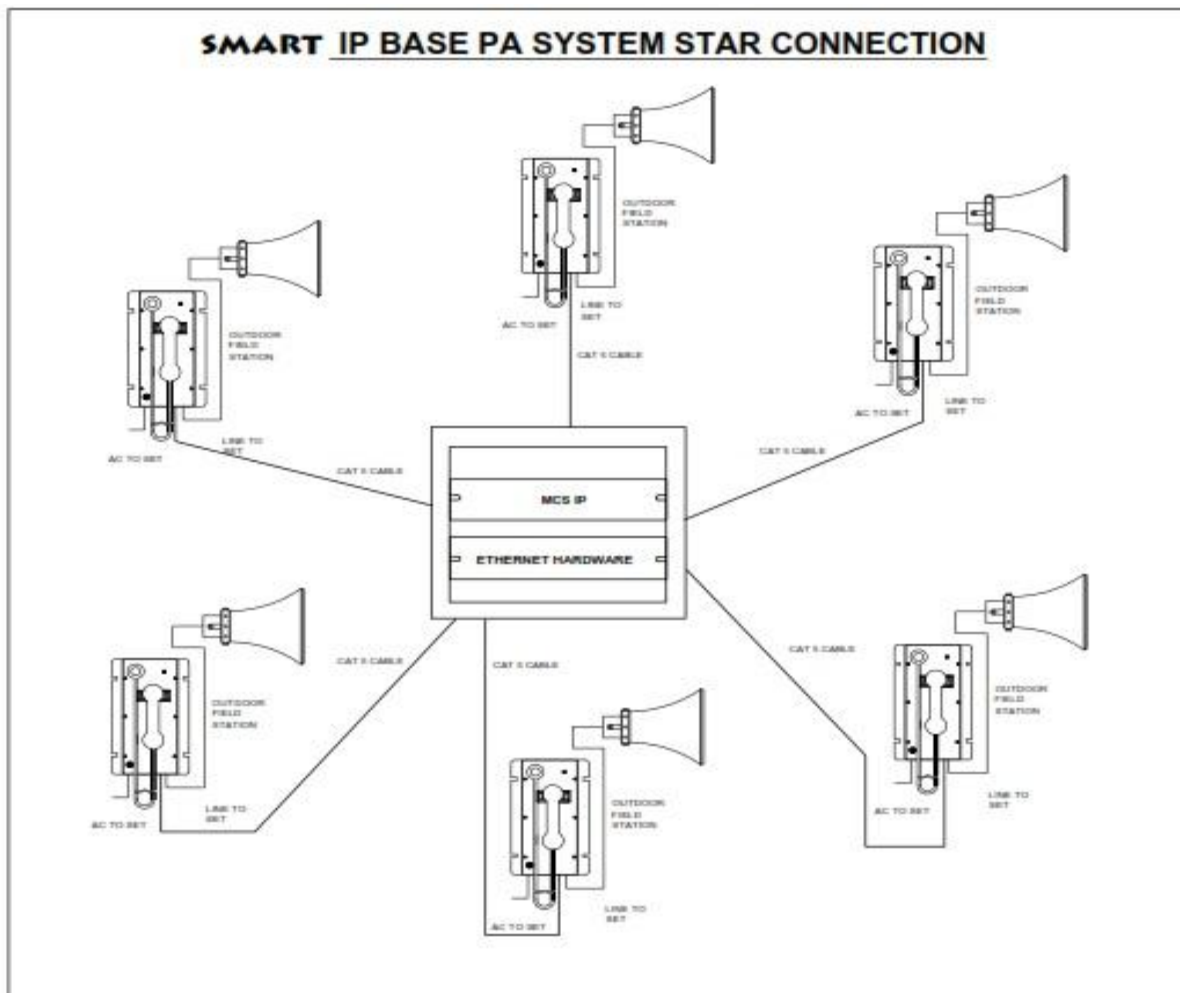 SMART IP BASE PA SYSTEM STAR CONNECTION
OUTDOOR
FIELD
STATION
LINE TO
SET
AC TO SET
CAT 5 CABLE
OUTDOOR
FIELD
STATION
LINE TO
SET
AC TO SET
CAT 5 CABLE
OUTDOOR
FIELD
STATION
LINE TO
SET
AC TO SET
CAT 5 CABLE
MCS IP
ETHERNET HARDWARE
CAT 5 CABLE
OUTDOOR
FIELD
STATION
LINE TO
SET
AC TO SET
CAT 5 CABLE
OUTDOOR
FIELD
STATION
LINE TO
SET
AC TO SET
CAT 5 CABLE
OUTDOOR
FIELD
STATION
LINE TO
SET
AC TO SET